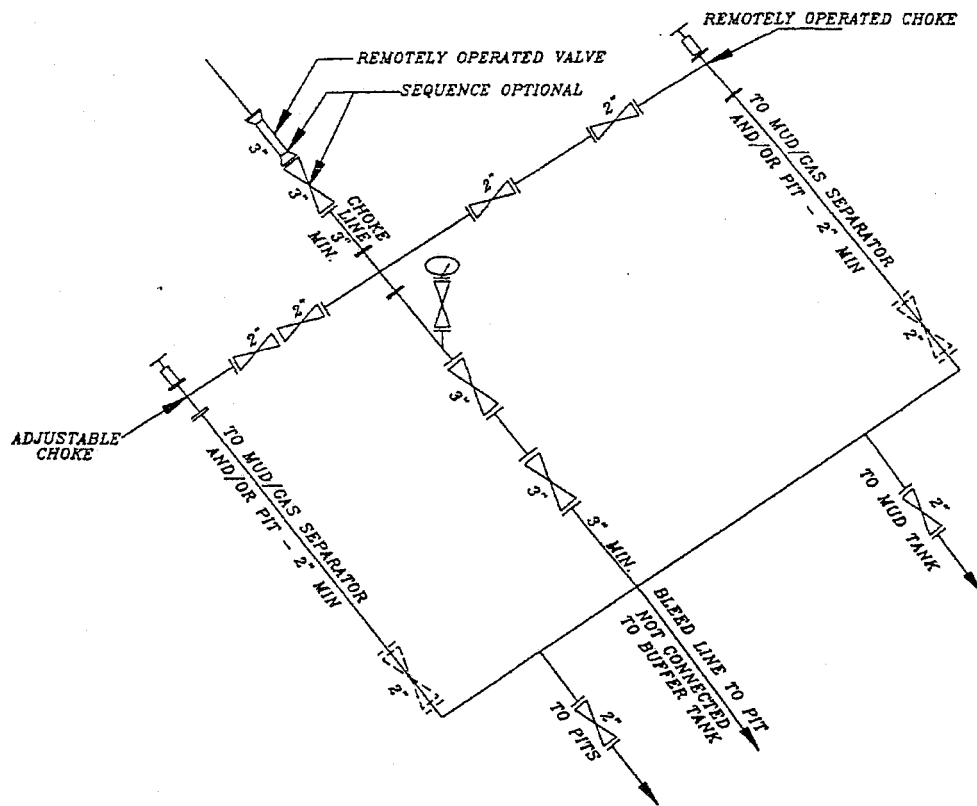 REMOTELY OPERATED CHOKE
REMOTELY OPERATED VALVE
SEQUENCE OPTIONAL
3"
3"
CHOKE
LINE
3"
MIN.
2"
2"
TO MUD/GAS SEPARATOR
AND/OR PIT - 2" MIN
2"
2"
2"
ADJUSTABLE
CHOKE
TO MUD/GAS SEPARATOR
AND/OR PIT - 2" MIN
2"
3"
3"
3" MIN.
BLEED LINE TO PIT
NOT CONNECTED
TO BUFFER TANK
2"
TO MUD TANK
2"
TO PITS